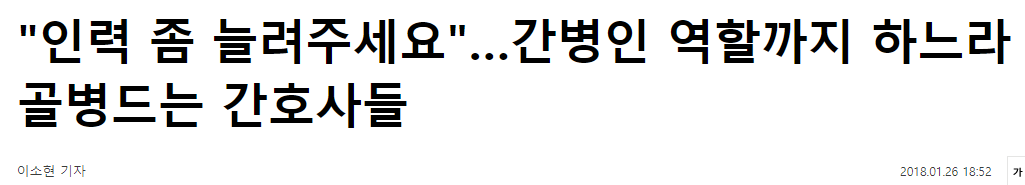 "인력 좀 늘려주세요"...간병인 역할까지 하느라
골병드는 간호사들
이소현 기자
2018.01.26 18:52
가